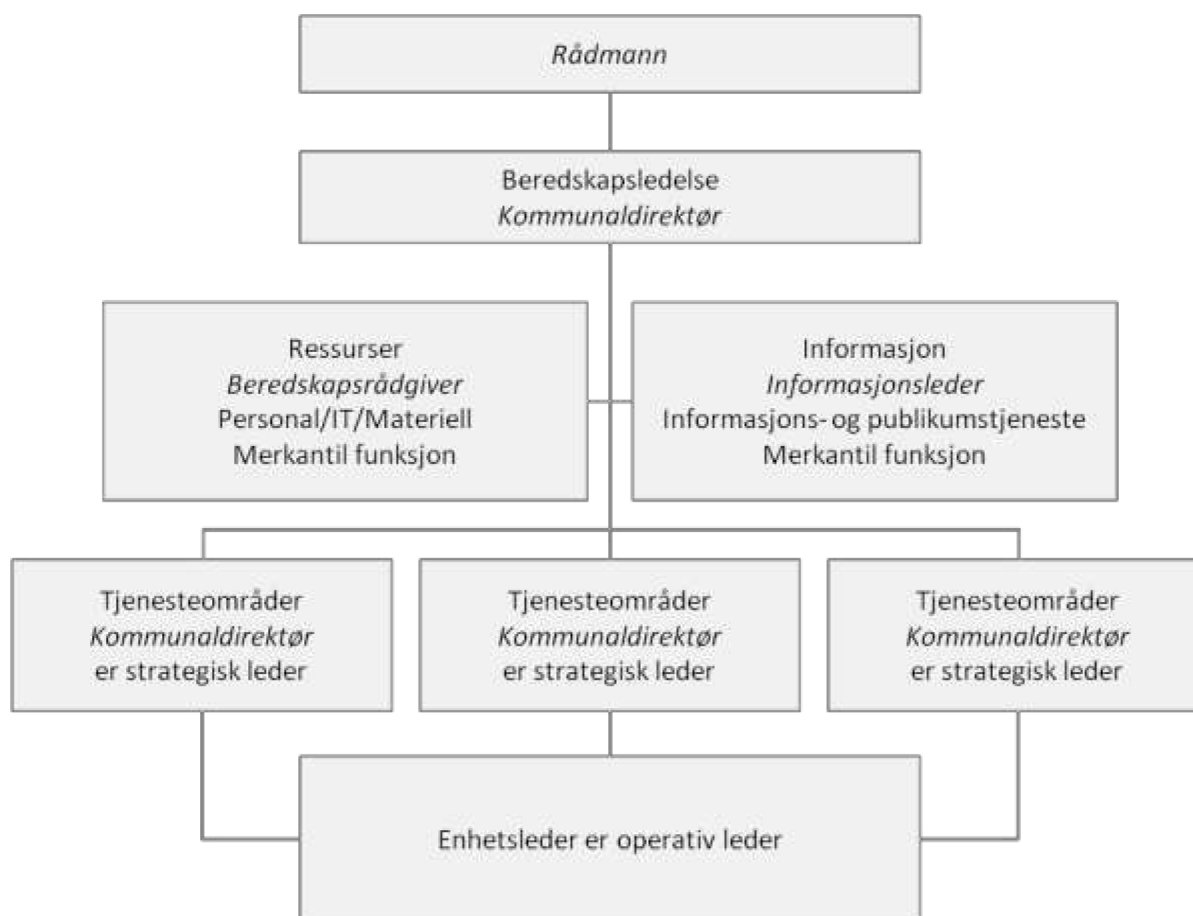 Rådmann
Beredskapsledelse
Kommunaldirektør
Ressurser
Beredskapsrådgiver
Personal/IT/Materiell
Merkantil funksjon
Informasjon
Informasjonsleder
Informasjons- og publikumstjeneste
Merkantil funksjon
Tjenesteområder
Kommunaldirektør
er strategisk leder
Tjenesteområder
Kommunaldirektør
er strategisk leder
Tjenesteområder
Kommunaldirektør
er strategisk leder
Enhetsleder er operativ leder